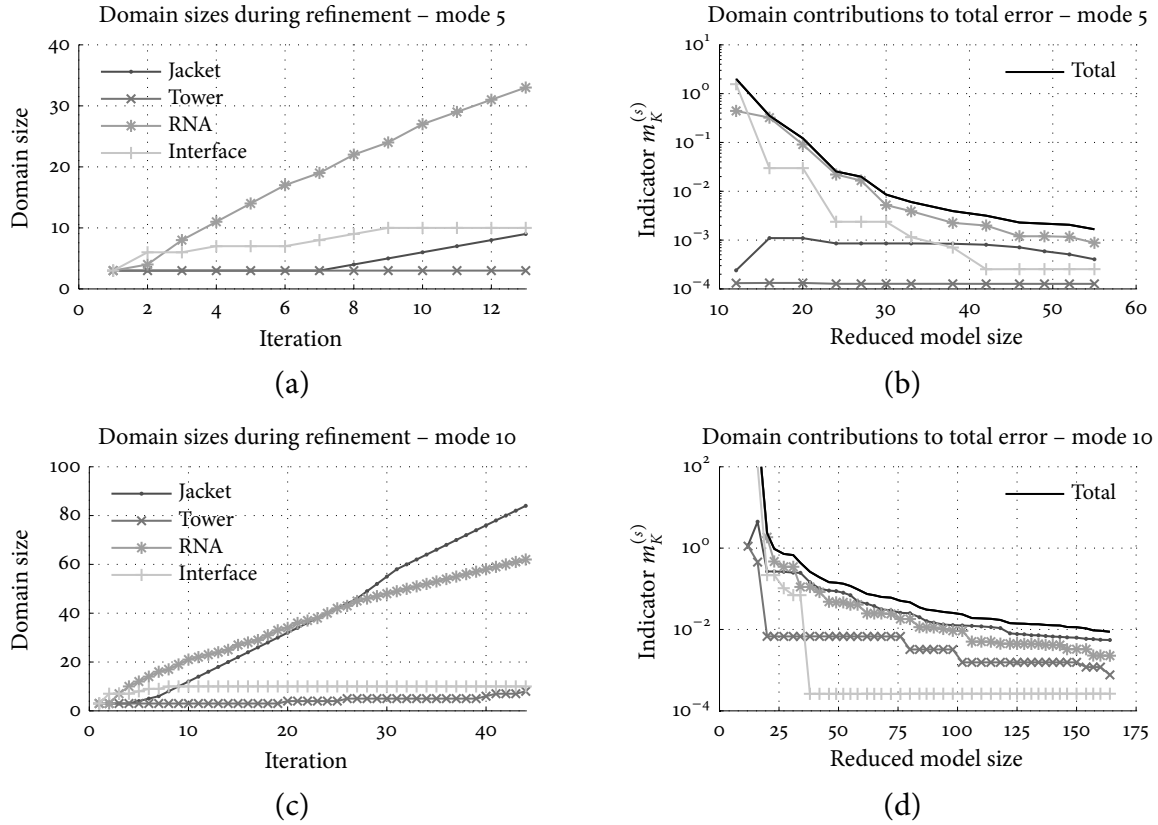 Domain sizes during refinement – mode 5
40
30
20
10
0
Domain size
Jacket
Tower
RNA
Interface
0 2 4 6 8 10 12
Iteration
(a)
Domain contributions to total error – mode 5
10¹
10⁰
10⁻¹
10⁻²
10⁻³
10⁻⁴
Indicator m_K^(s)
Total
10 20 30 40 50 60
Reduced model size
(b)
Domain sizes during refinement – mode 10
100
80
60
40
20
0
Domain size
Jacket
Tower
RNA
Interface
0 10 20 30 40
Iteration
(c)
Domain contributions to total error – mode 10
10²
10⁰
10⁻²
10⁻⁴
Indicator m_K^(s)
Total
0 25 50 75 100 125 150 175
Reduced model size
(d)